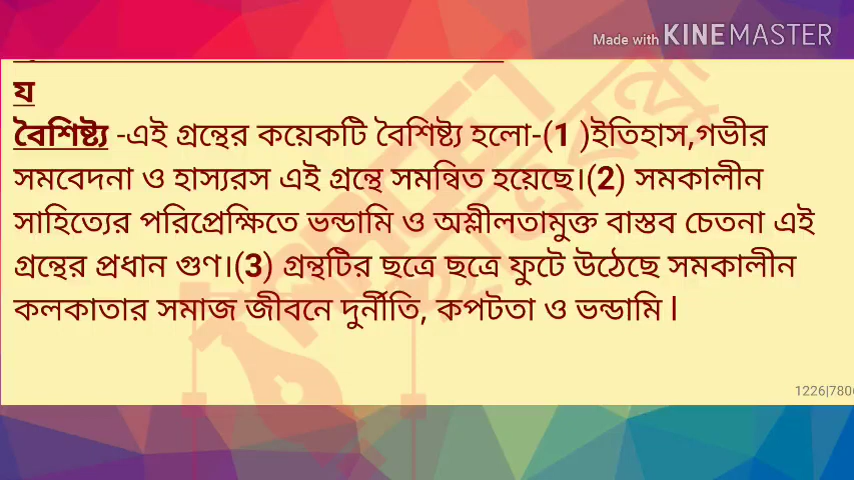 Made with KINEMASTER
য
বৈশিষ্ট্য -এই গ্রন্থের কয়েকটি বৈশিষ্ট্য হলো-(1 )ইতিহাস,গভীর
সমবেদনা ও হাস্যরস এই গ্রন্থে সমন্বিত হয়েছে।(2) সমকালীন
সাহিত্যের পরিপ্রেক্ষিতে ভন্ডামি ও অশ্লীলতামুক্ত বাস্তব চেতনা এই
গ্রন্থের প্রধান গুণ।(3) গ্রন্থটির ছত্রে ছত্রে ফুটে উঠেছে সমকালীন
কলকাতার সমাজ জীবনে দুর্নীতি, কপটতা ও ভন্ডামি l